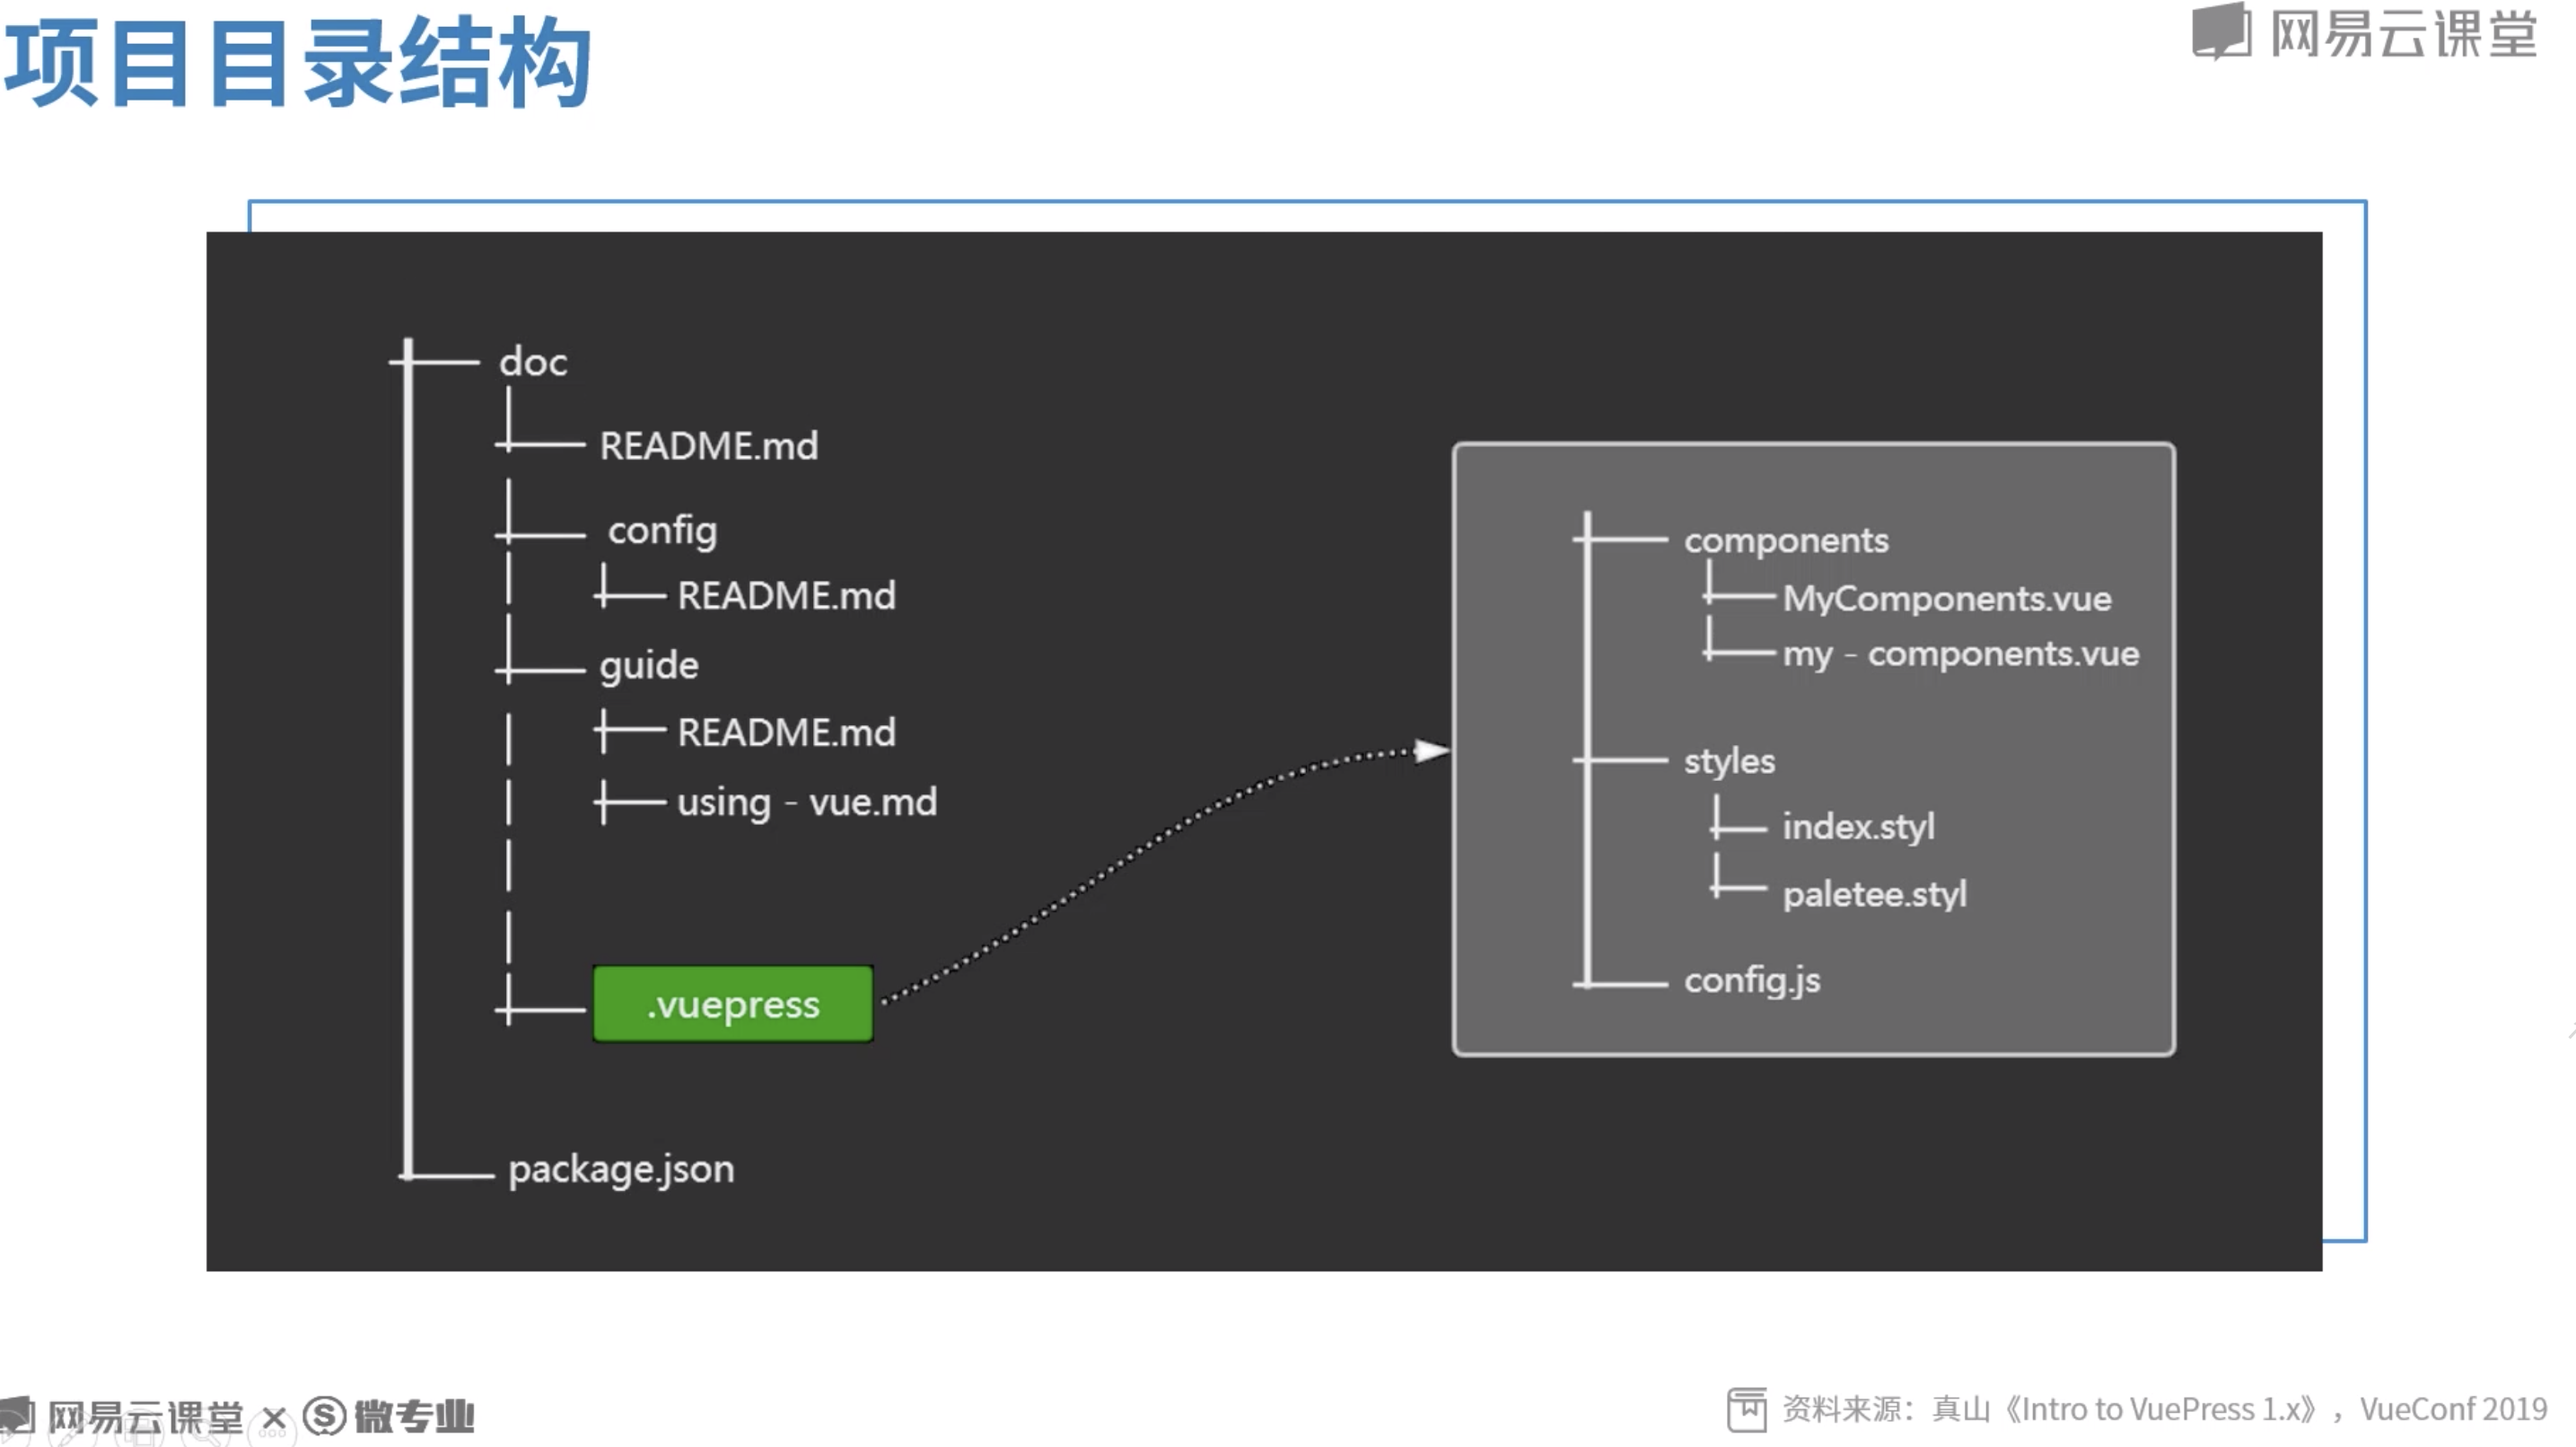 项目目录结构
网易云课堂
doc
README.md
config
README.md
guide
README.md
using - vue.md
.vuepress
package.json
components
MyComponents.vue
my - components.vue
styles
index.styl
paletee.styl
config.js
网易云课堂 × 微专业
资料来源：真山《Intro to VuePress 1.x》，VueConf 2019